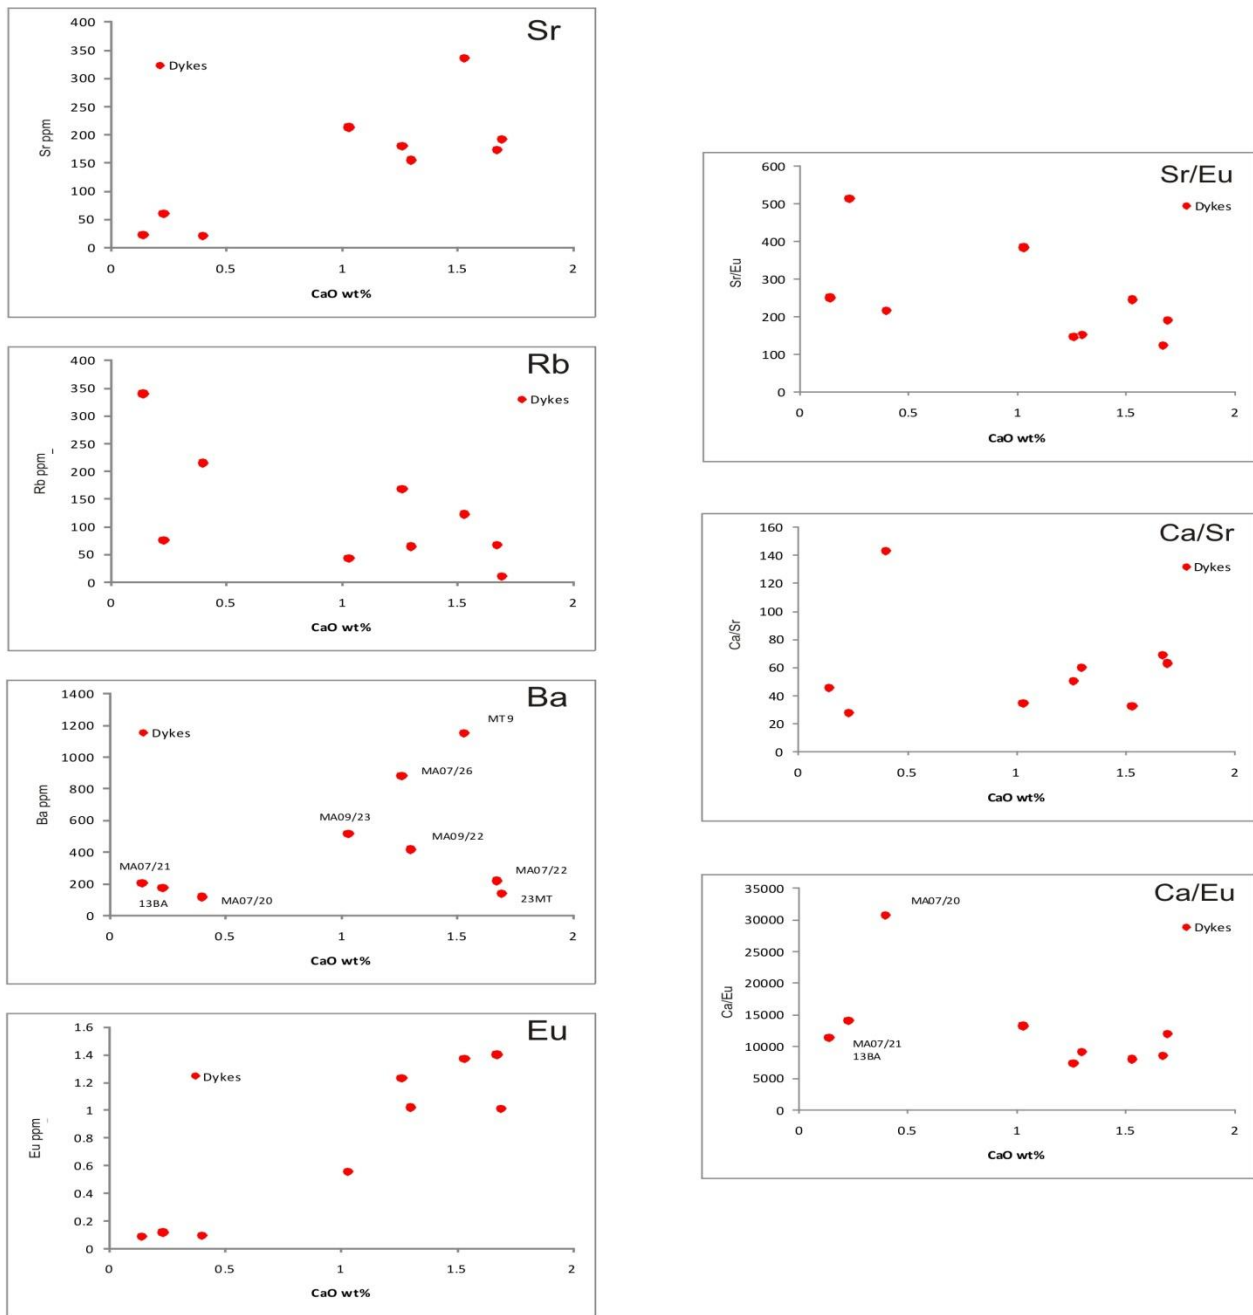 Sr
400
350
Dykes
300
250
200
150
100
50
0
0 0.5 1 1.5 2
Sr ppm
CaO wt%
Rb
400
350
Dykes
300
250
200
150
100
50
0
0 0.5 1 1.5 2
Rb ppm_
CaO wt%
Ba
1400
MT9
1200
Dykes
1000
MA07/26
800
MA09/23
600
MA09/22
400
MA07/21
MA07/22
200
13BA
MA07/20
23MT
0
0 0.5 1 1.5 2
Ba ppm
CaO wt%
Eu
1.6
1.4
Dykes
1.2
1
0.8
0.6
0.4
0.2
0
0 0.5 1 1.5 2
Eu ppm_
CaO wt%
Sr/Eu
600
Dykes
500
400
300
200
100
0
0 0.5 1 1.5 2
Sr/Eu
CaO wt%
Ca/Sr
160
140
Dykes
120
100
80
60
40
20
0
0 0.5 1 1.5 2
Ca/Sr
CaO wt%
Ca/Eu
35000
MA07/20
30000
Dykes
25000
20000
15000
10000
MA07/21
13BA
5000
0
0 0.5 1 1.5 2
Ca/Eu
CaO wt%